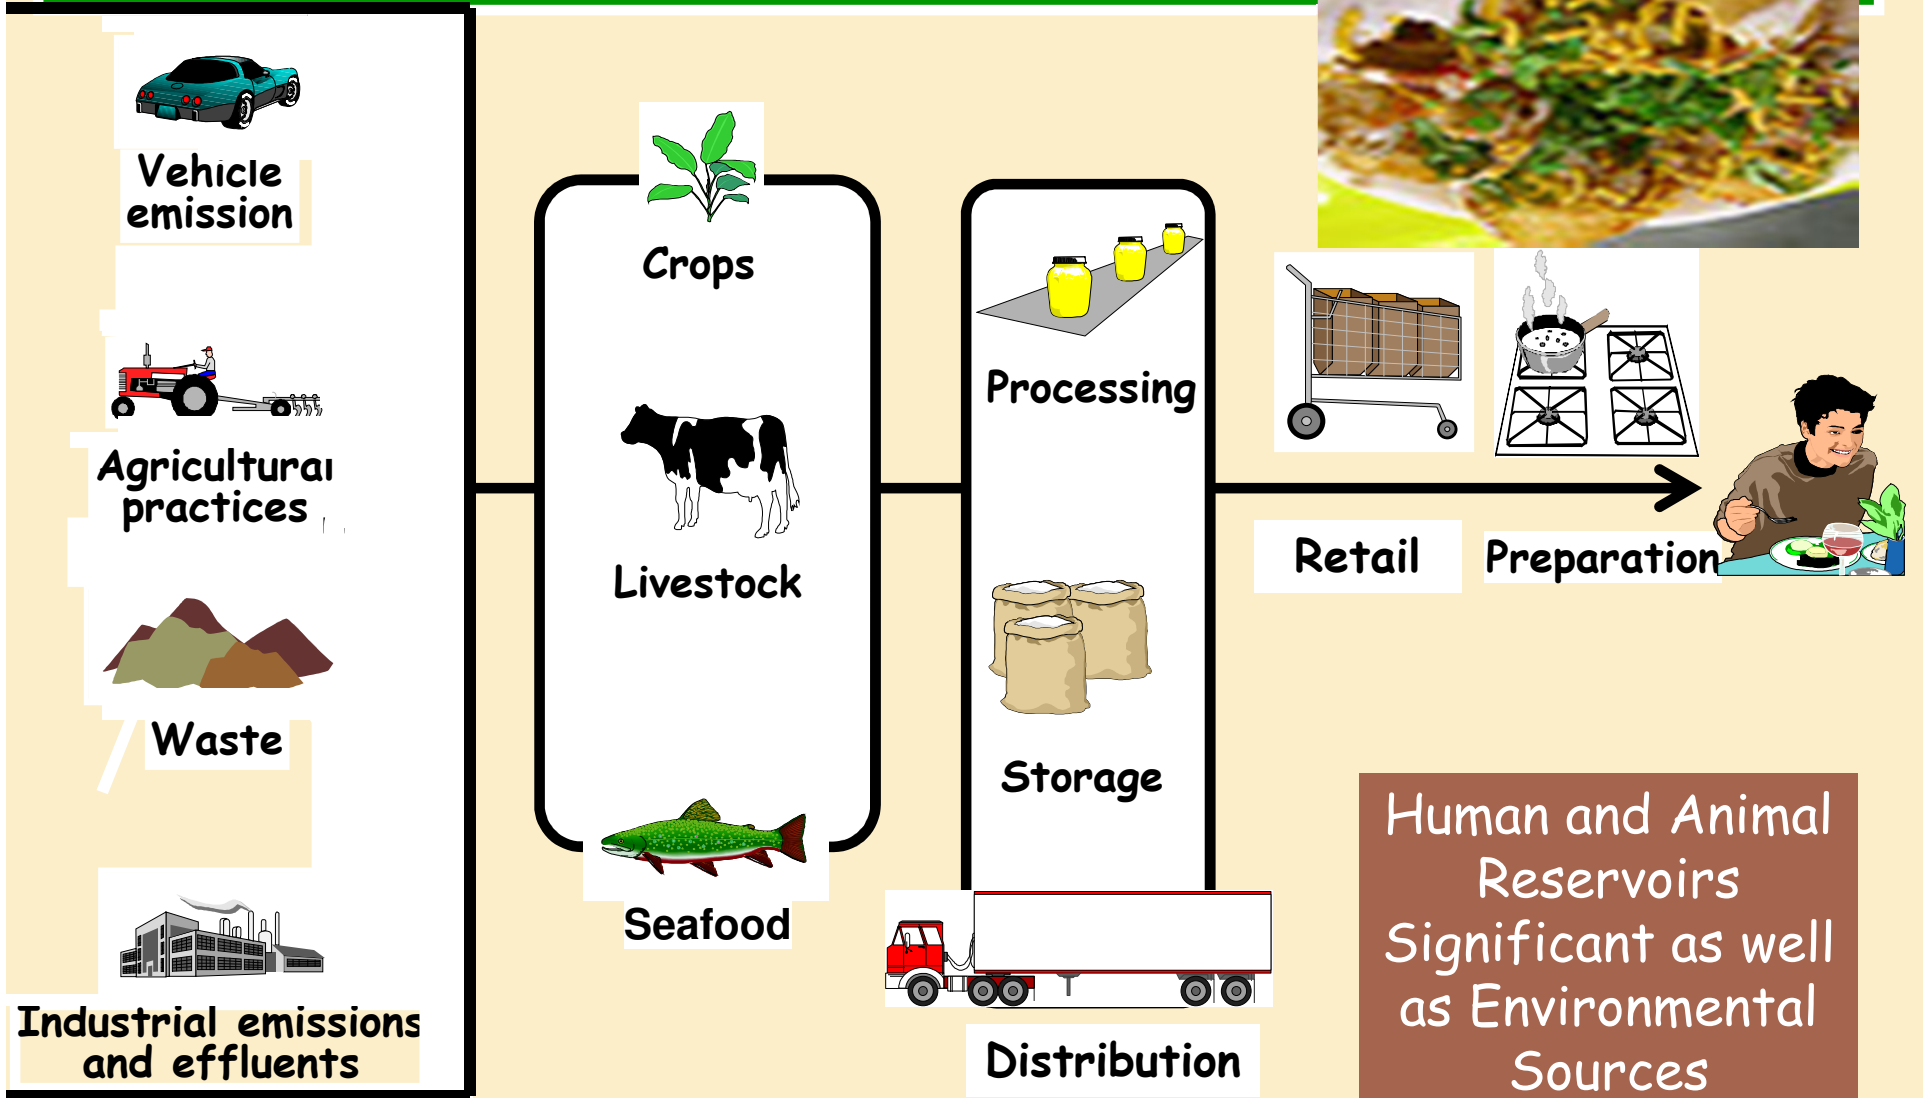 Vehicle
emission
Agricultural
practices
Waste
Industrial emissions
and effluents
Crops
Livestock
Seafood
Processing
Storage
Distribution
Retail
Preparation
Human and Animal
Reservoirs
Significant as well
as Environmental
Sources